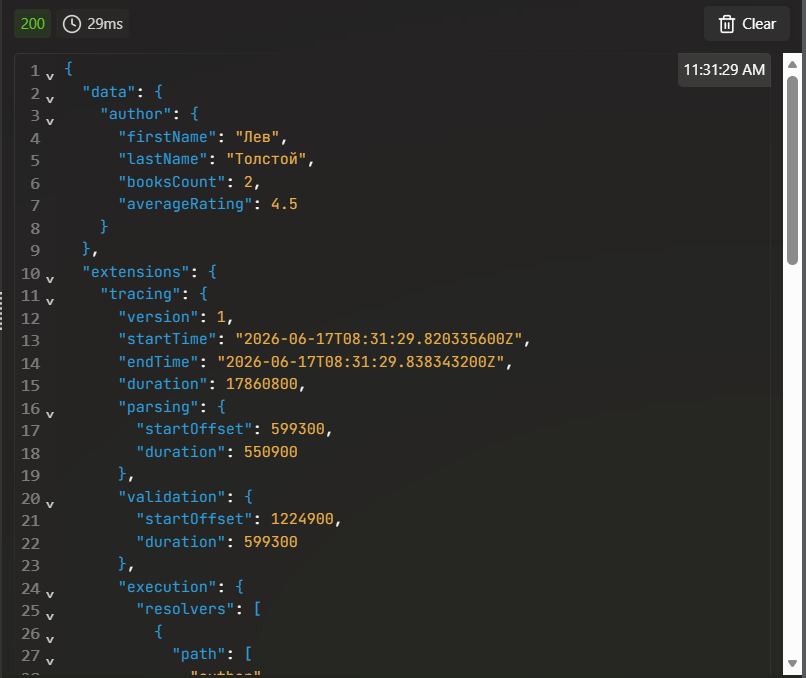 200 29ms Clear
11:31:29 AM
1 {
2 "data": {
3 "author": {
4 "firstName": "Лев",
5 "lastName": "Толстой",
6 "booksCount": 2,
7 "averageRating": 4.5
8 }
9 },
10 "extensions": {
11 "tracing": {
12 "version": 1,
13 "startTime": "2026-06-17T08:31:29.820335600Z",
14 "endTime": "2026-06-17T08:31:29.838343200Z",
15 "duration": 17860800,
16 "parsing": {
17 "startOffset": 599300,
18 "duration": 550900
19 },
20 "validation": {
21 "startOffset": 1224900,
22 "duration": 599300
23 },
24 "execution": {
25 "resolvers": [
26 {
27 "path": [